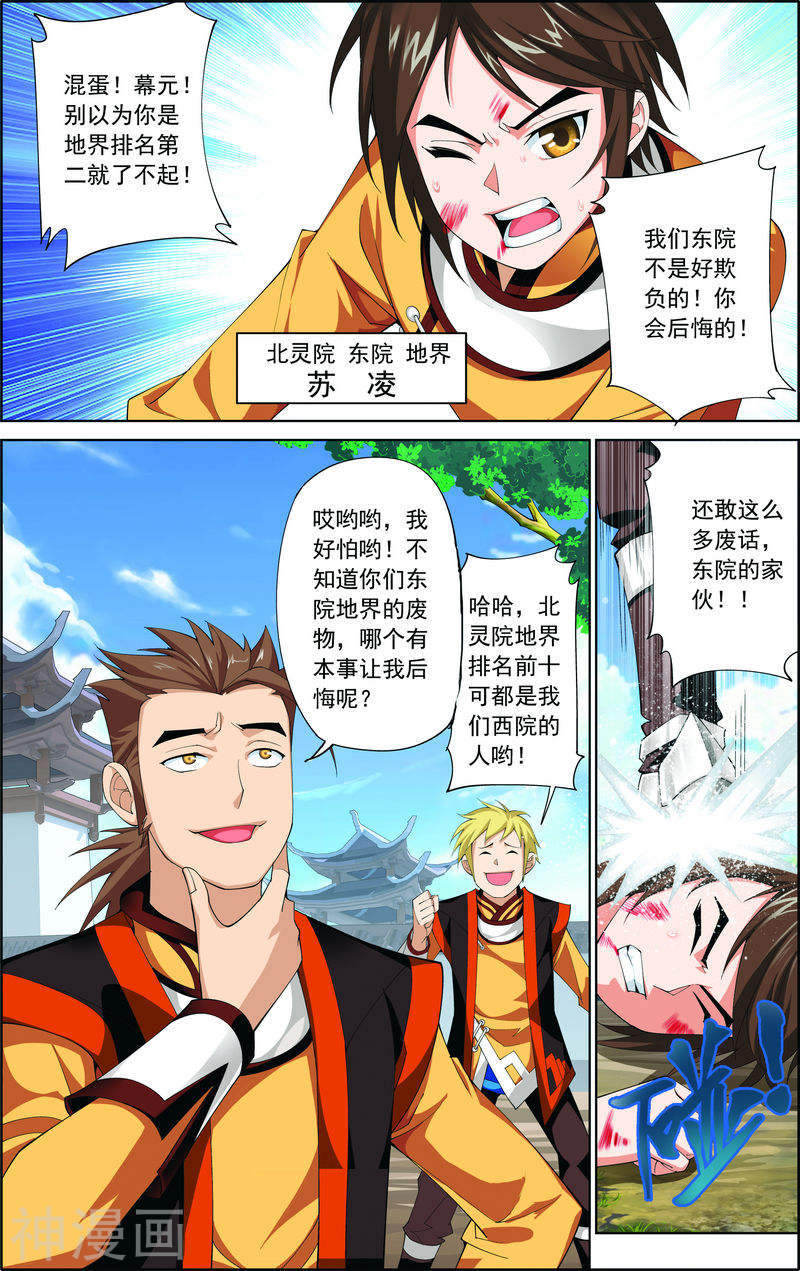 混蛋！幕元！
别以为你是
地界排名第
二就了不起！
我们东院
不是好欺
负的！你
会后悔的！
北灵院 东院 地界
苏 凌
哎哟哟，我
好怕哟！不
知道你们东
院地界的废
物，哪个有
本事让我后
悔呢？
哈哈，北
灵院地界
排名前十
可都是我
们西院的
人哟！
还敢这么
多废话，
东院的家
伙！！
碰！
神漫画